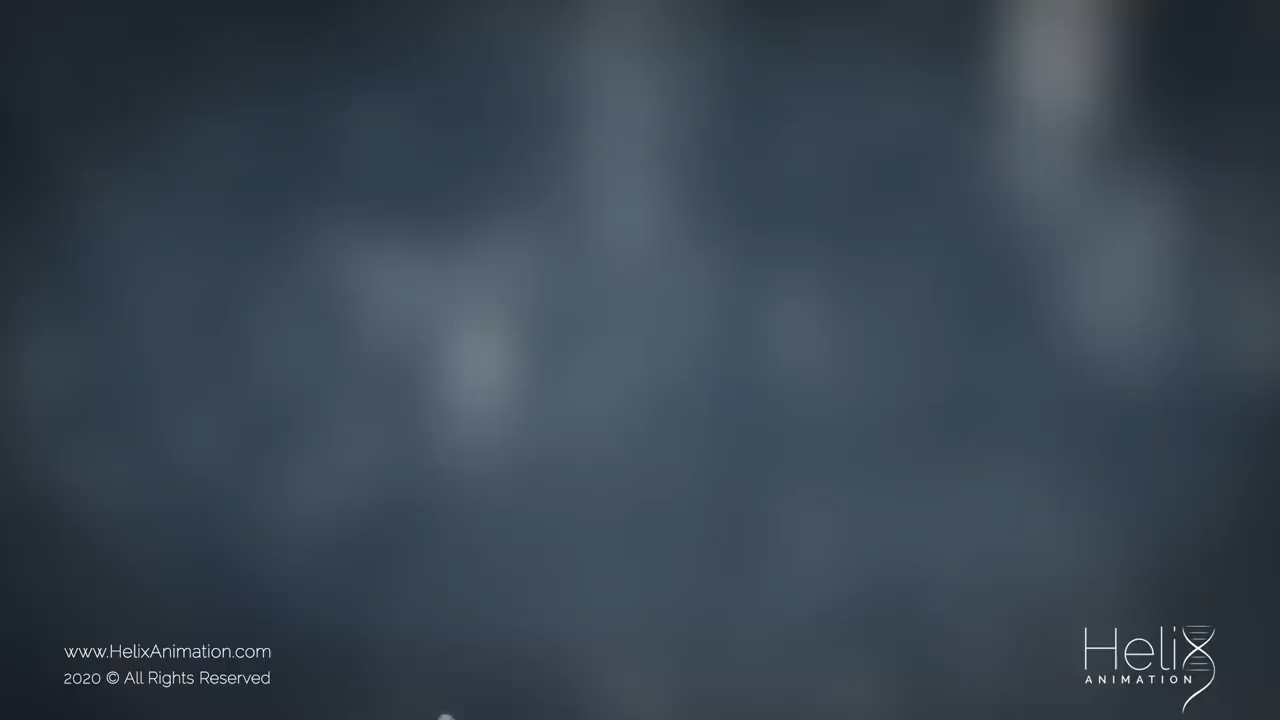 www.HelixAnimation.com
2020 © All Rights Reserved
Helix
ANIMATION